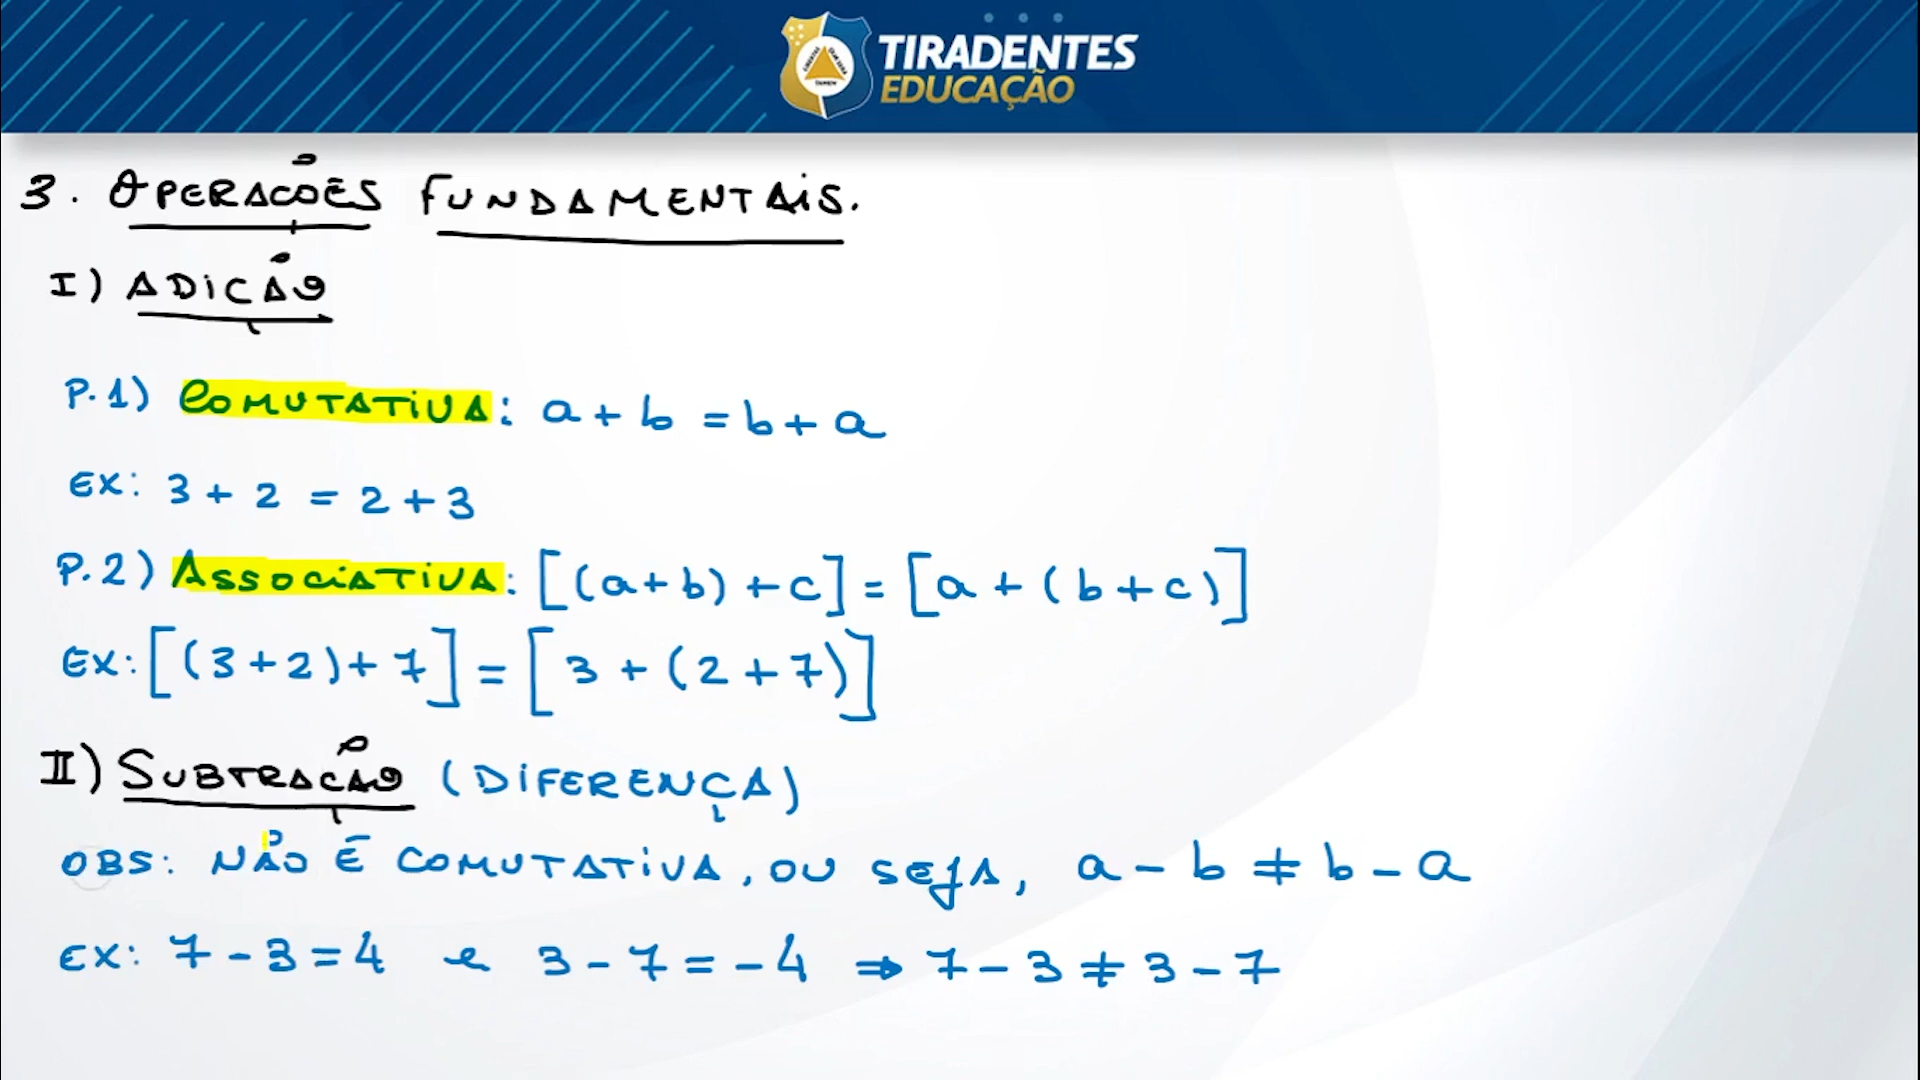 TIRADENTES
EDUCAÇÃO
3. OPERAÇÕES FUNDAMENTAIS.
I) ADIÇÃO
P.1) COMUTATIVA: a + b = b + a
EX: 3 + 2 = 2 + 3
P.2) ASSOCIATIVA: [(a+b) + c] = [a + (b+c)]
EX: [(3+2)+7] = [3 + (2+7)]
II) SUBTRAÇÃO (DIFERENÇA)
OBS: NÃO É COMUTATIVA, OU SEJA, a - b ≠ b - a
EX: 7 - 3 = 4 e 3 - 7 = -4 ⇒ 7 - 3 ≠ 3 - 7